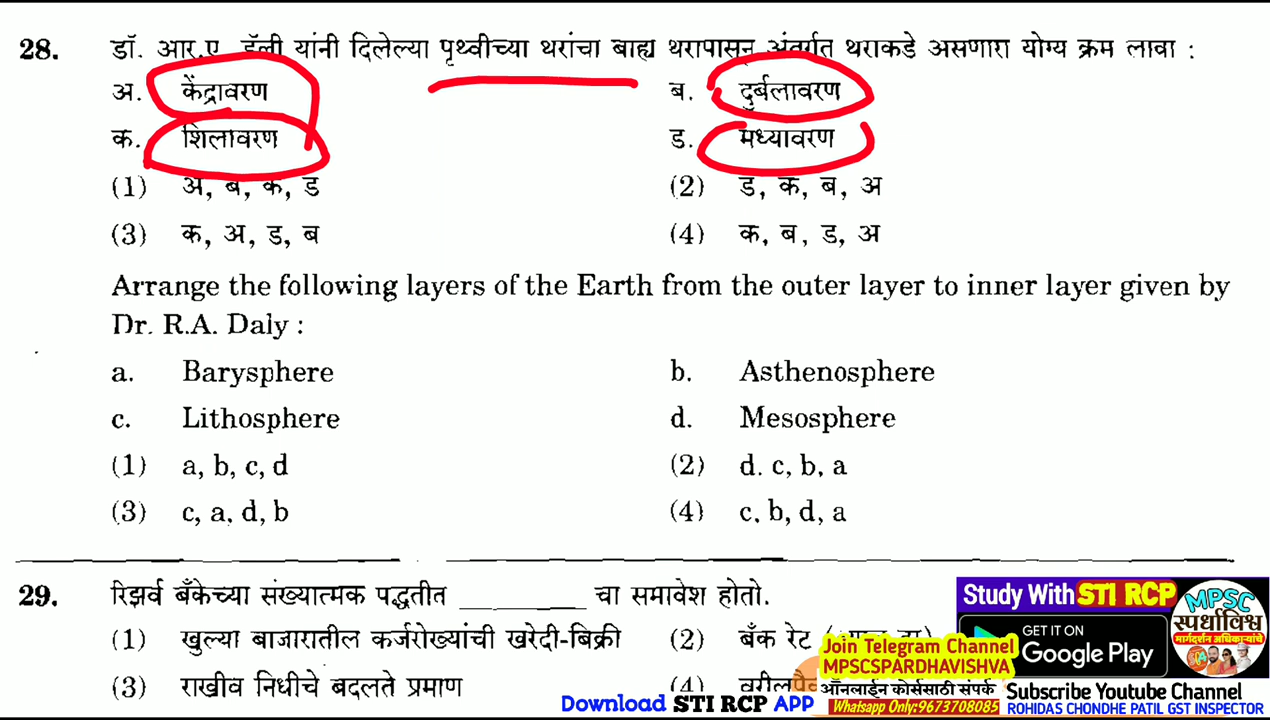 28. डॉ. आर.ए. डॅली यांनी दिलेल्या पृथ्वीच्या थरांचा बाह्य थरापासून अंतर्गत थराकडे असणारा योग्य क्रम लावा :
अ. केंद्रावरण ब. दुर्बलावरण
क. शिलावरण ड. मध्यावरण
(1) अ, ब, क, ड (2) ड, क, ब, अ
(3) क, अ, ड, ब (4) क, ब, ड, अ
Arrange the following layers of the Earth from the outer layer to inner layer given by
Dr. R.A. Daly :
a. Barysphere b. Asthenosphere
c. Lithosphere d. Mesosphere
(1) a, b, c, d (2) d. c, b, a
(3) c, a, d, b (4) c, b, d, a
29. रिझर्व बँकेच्या संख्यात्मक पद्धतीत ________ चा समावेश होतो.
(1) खुल्या बाजारातील कर्जरोख्यांची खरेदी-बिक्री (2) बँक रेट
(3) राखीव निधीचे बदलते प्रमाण (4)
Study With STI RCP
GET IT ON
Google Play
MPSC
स्पर्धाविश्व
Join Telegram Channel
MPSCSPARDHAVISHVA
ऑनलाईन कोर्ससाठी संपर्क
Whatsapp Only:9673708085
Download STI RCP APP
Subscribe Youtube Channel
ROHIDAS CHONDHE PATIL GST INSPECTOR